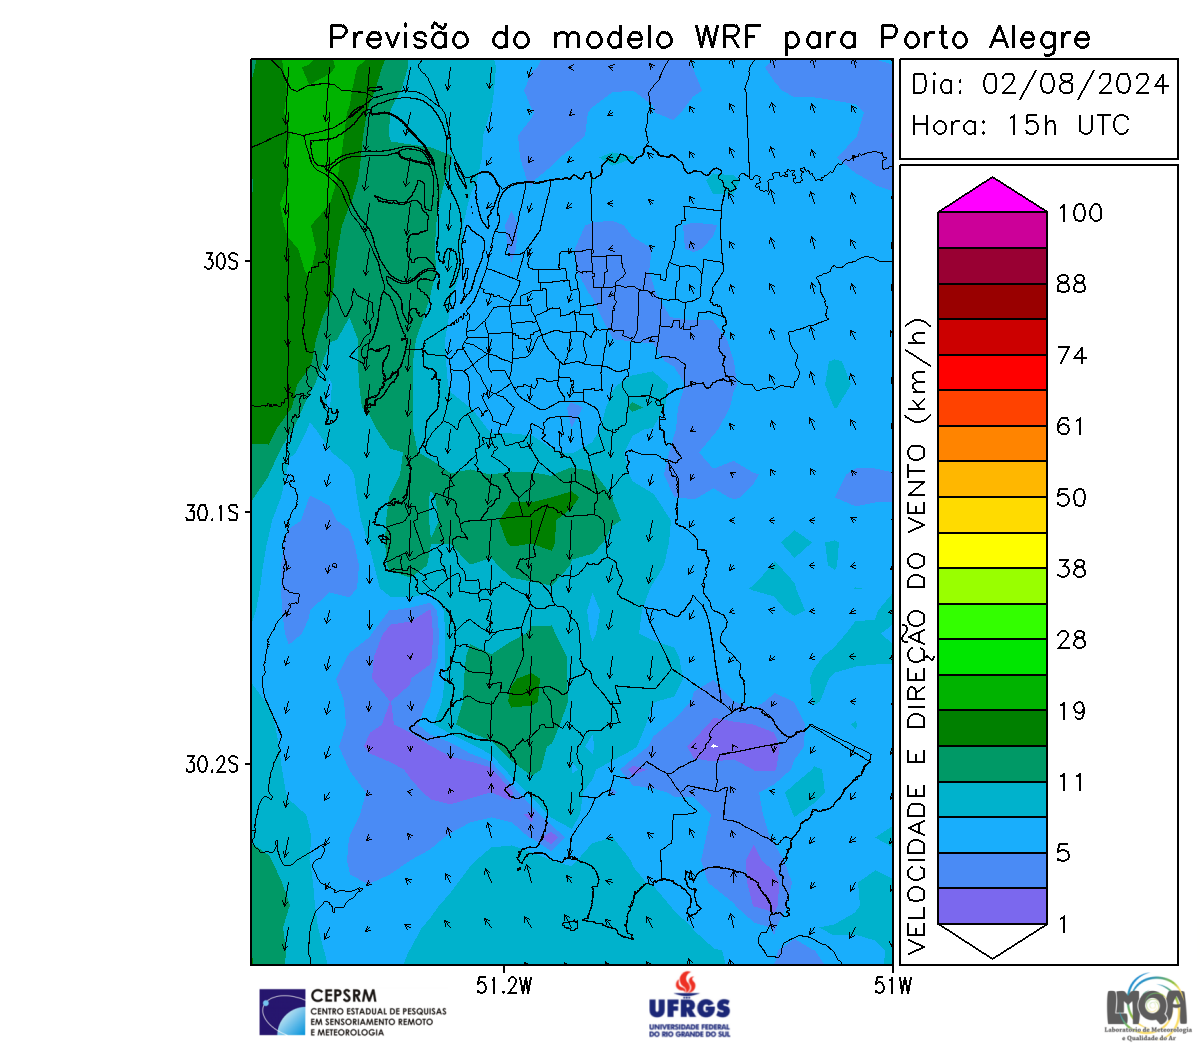 Previsão do modelo WRF para Porto Alegre
Dia: 02/08/2024
Hora: 15h UTC
30S
30.1S
30.2S
51.2W
51W
VELOCIDADE E DIREÇÃO DO VENTO (km/h)
100
88
74
61
50
38
28
19
11
5
1
CEPSRM
CENTRO ESTADUAL DE PESQUISAS
EM SENSORIAMENTO REMOTO
E METEOROLOGIA
UFRGS
UNIVERSIDADE FEDERAL
DO RIO GRANDE DO SUL
LMQA
Laboratório de Meteorologia
e Qualidade do Ar